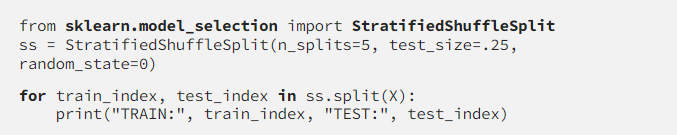 from sklearn.model_selection import StratifiedShuffleSplit
ss = StratifiedShuffleSplit(n_splits=5, test_size=.25,
random_state=0)
for train_index, test_index in ss.split(X):
    print("TRAIN:", train_index, "TEST:", test_index)